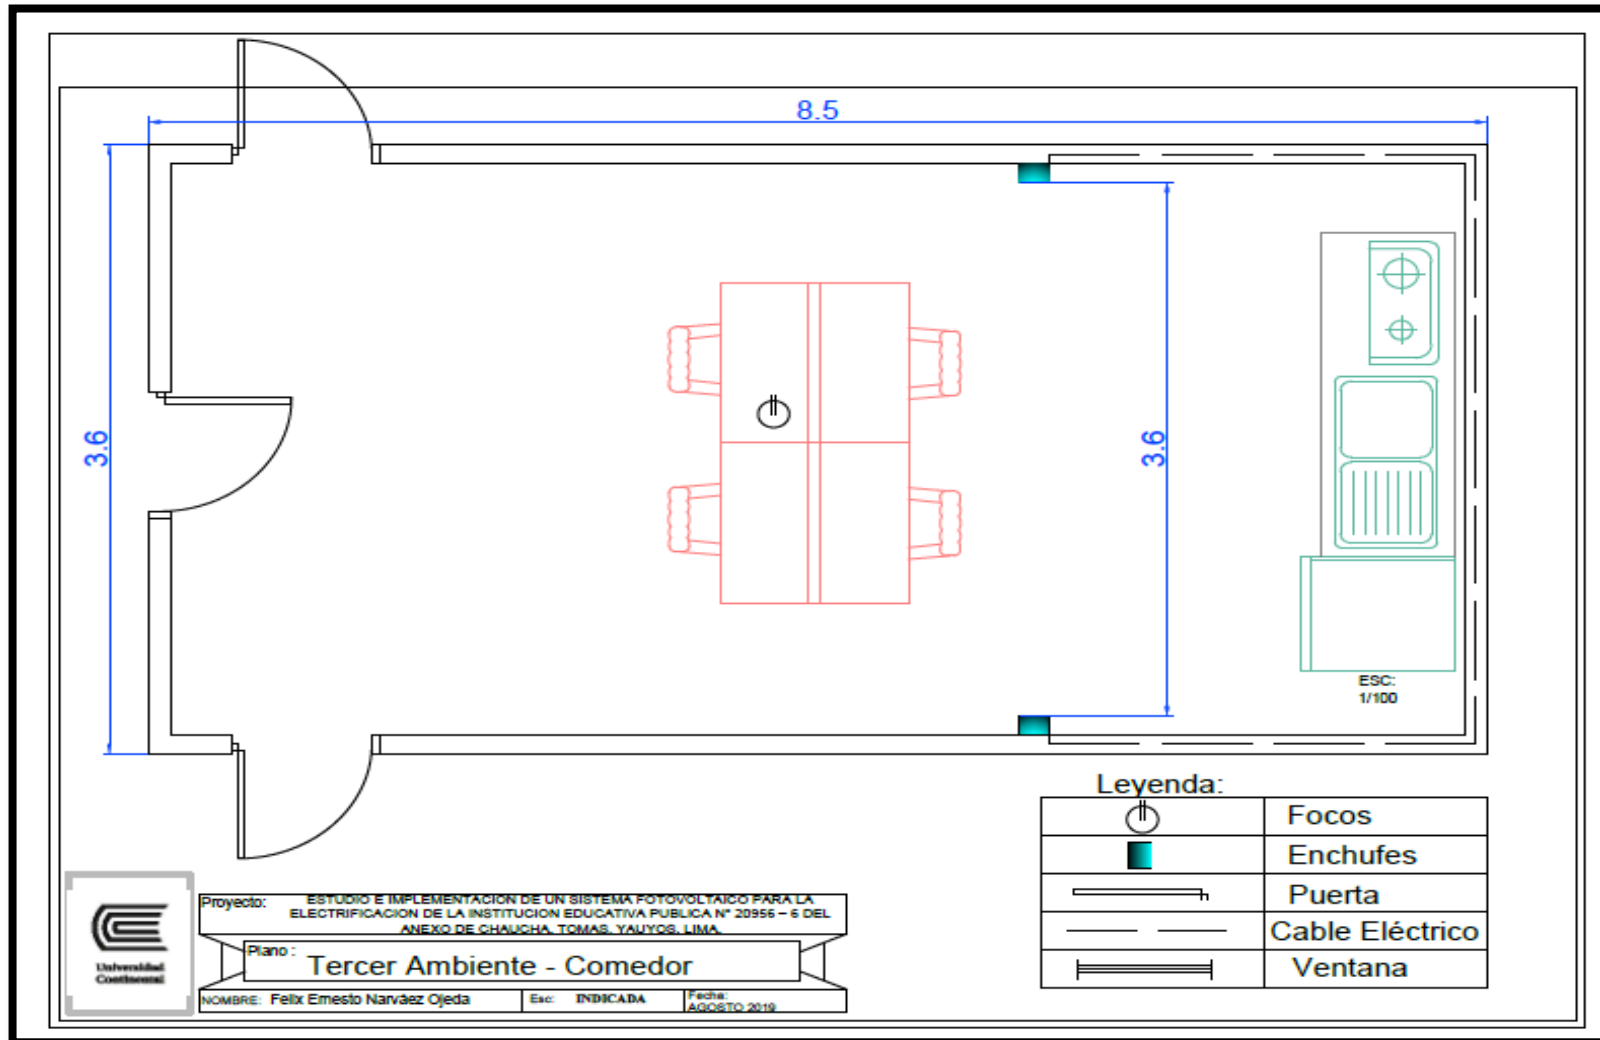 8.5
3.6
3.6
ESC:
1/100
Leyenda:
Focos
Enchufes
Puerta
Cable Eléctrico
Ventana
Universidad
Continental
Proyecto:
ESTUDIO E IMPLEMENTACION DE UN SISTEMA FOTOVOLTAICO PARA LA
ELECTRIFICACION DE LA INSTITUCION EDUCATIVA PUBLICA N° 20956 – 6 DEL
ANEXO DE CHAUCHA, TOMAS, YAUYOS, LIMA.
Plano :
Tercer Ambiente - Comedor
NOMBRE: Felix Ernesto Narváez Ojeda
Esc: INDICADA
Fecha:
AGOSTO 2019